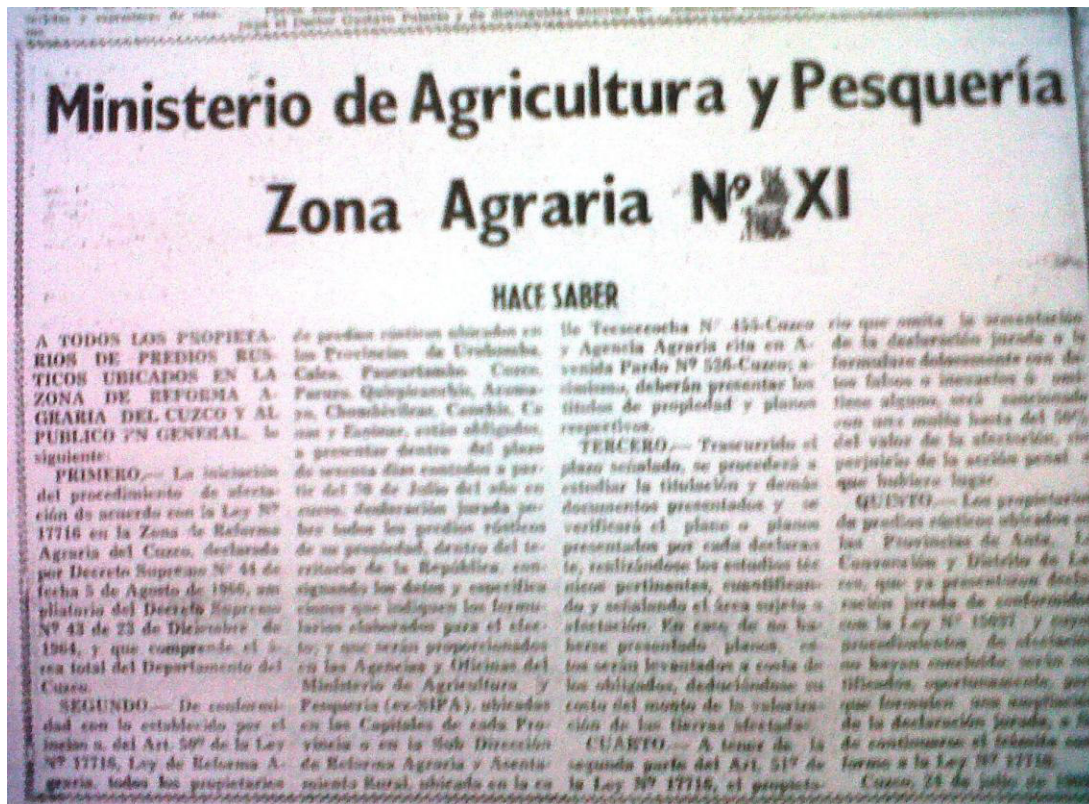 Ministerio de Agricultura y Pesquería
Zona Agraria Nº XI
HACE SABER
A TODOS LOS PROPIETA-
RIOS DE PREDIOS RUS-
TICOS UBICADOS EN LA
ZONA DE REFORMA A-
GRARIA DEL CUZCO Y AL
PUBLICO EN GENERAL, lo
siguiente:
PRIMERO.— La iniciación
del procedimiento de afecta-
ción de acuerdo con la Ley Nº
17716 en la Zona de Reforma
Agraria del Cuzco, declarada
por Decreto Supremo Nº 44 de
fecha 5 de Agosto de 1966, am
pliatorio del Decreto Supremo
Nº 43 de 23 de Diciembre de
1964, y que comprende el á-
rea total del Departamento del
Cuzco.
SEGUNDO.— De conformi-
dad con lo establecido por el
inciso a. del Art. 50º de la Ley
Nº 17716, Ley de Reforma A-
graria, todos los propietarios
de predios rústicos ubicados en
las Provincias de Urubamba,
Calca, Paucartambo, Cuzco,
Paruro, Quispicanchis, Acoma-
yo, Chumbivilcas, Canchis, Ca
nas y Espinar, están obligados,
a presentar dentro del plazo
de días contados a par-
tir del de Julio del año en
curso, declaración jurada so-
bre todos los predios rústicos
de su propiedad, dentro del te-
rritorio de la República, con-
signando los datos y especifica
ciones que indiquen los formu-
larios elaborados para el efec-
to; y que serán proporcionados
en las Agencias y Oficinas del
Ministerio de Agricultura y
Pesquería (ex-SIPA), ubicadas
en las Capitales de cada Pro-
vincia o en la Sub Dirección
de Reforma Agraria y Asenta-
miento Rural, ubicada en la ca
lle Tecseccocha Nº 455-Cuzco
y Agencia Agraria sita en A-
venida Pardo Nº 526-Cuzco;
deberán presentar los
títulos de propiedad y planos
respectivos.
TERCERO.— Trascurrido el
plazo señalado, se procederá a
estudiar la titulación y demás
documentos presentados y se
verificará el plano o planos
presentados por cada declaran
te, realizándose los estudios téc
nicos pertinentes, cuantifican-
do y señalando el área sujeta a
afectación. En caso de no ha-
berse presentado planos, es
tos serán levantados a costa de
los obligados, deduciéndose su
costo del monto de la valoriza-
ción de las tierras afectadas.
CUARTO.— A tenor de la
segunda parte del Art. 51º de
la Ley Nº 17716, el propieta-
rio que omita la presentación
de la declaración jurada o la
formulare dolosamente con da-
tos falsos o inexactos u
será sancionado
con una multa hasta del
del valor de la afectación, sin
perjuicio de la acción penal a
que hubiere lugar.
QUINTO.— Los propietarios
de predios rústicos ubicados en
las Provincias de Anta, La
Convención y Distrito de
que ya presentaron decla-
ración jurada de conformidad
con la Ley Nº 15037 y cuyos
procedimientos de afectación
no hayan concluido, serán no-
tificados, oportunamente, para
que formulen una ampliación
de la declaración jurada
de continuarse el trámite con
forme a la Ley Nº 17716.
Cuzco, 24 de julio de